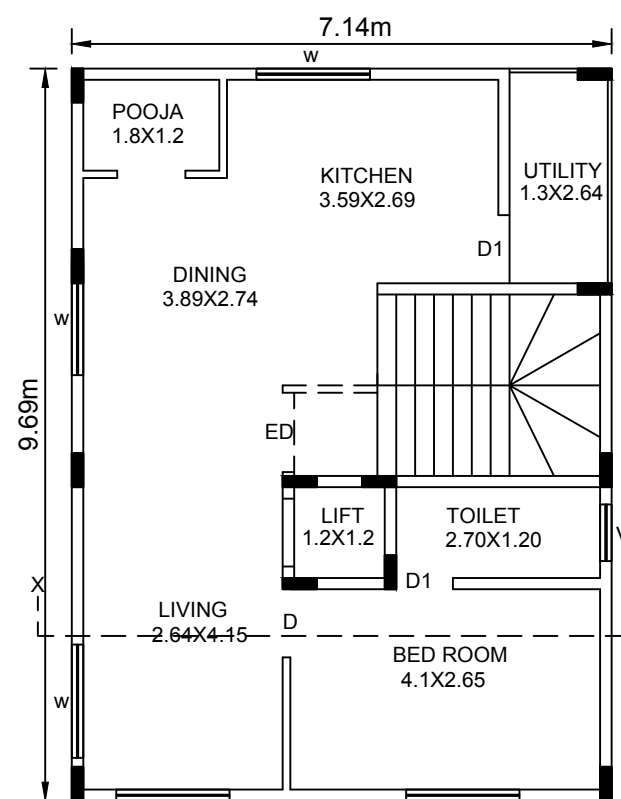 7.14m
w
POOJA
1.8X1.2
KITCHEN
3.59X2.69
UTILITY
1.3X2.64
D1
DINING
3.89X2.74
w
9.69m
ED
LIFT
1.2X1.2
TOILET
2.70X1.20
D1
X
LIVING
2.64X4.15
D
BED ROOM
4.1X2.65
w